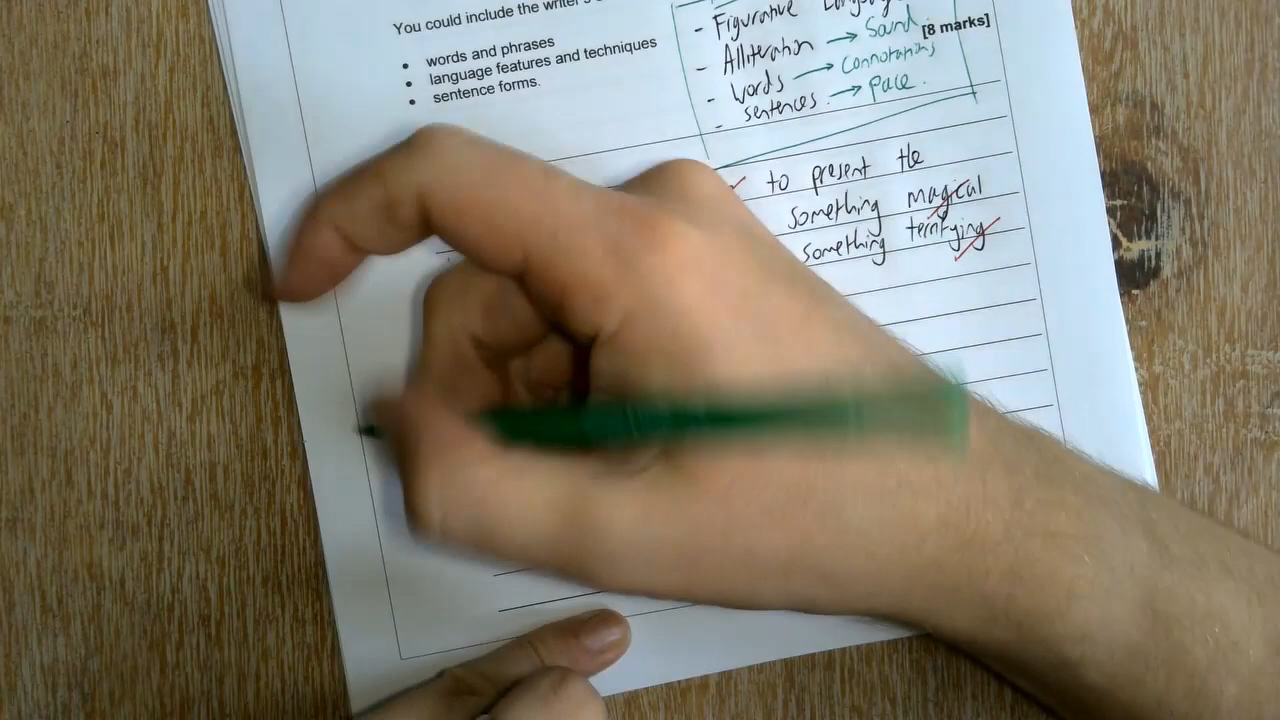 You could include the writer's
• words and phrases
• language features and techniques
• sentence forms.
- Figurative Language
- Alliteration → Sound
[8 marks]
- Words → Connotations
- sentences. → pace.
to present the
something magical
something terrifying